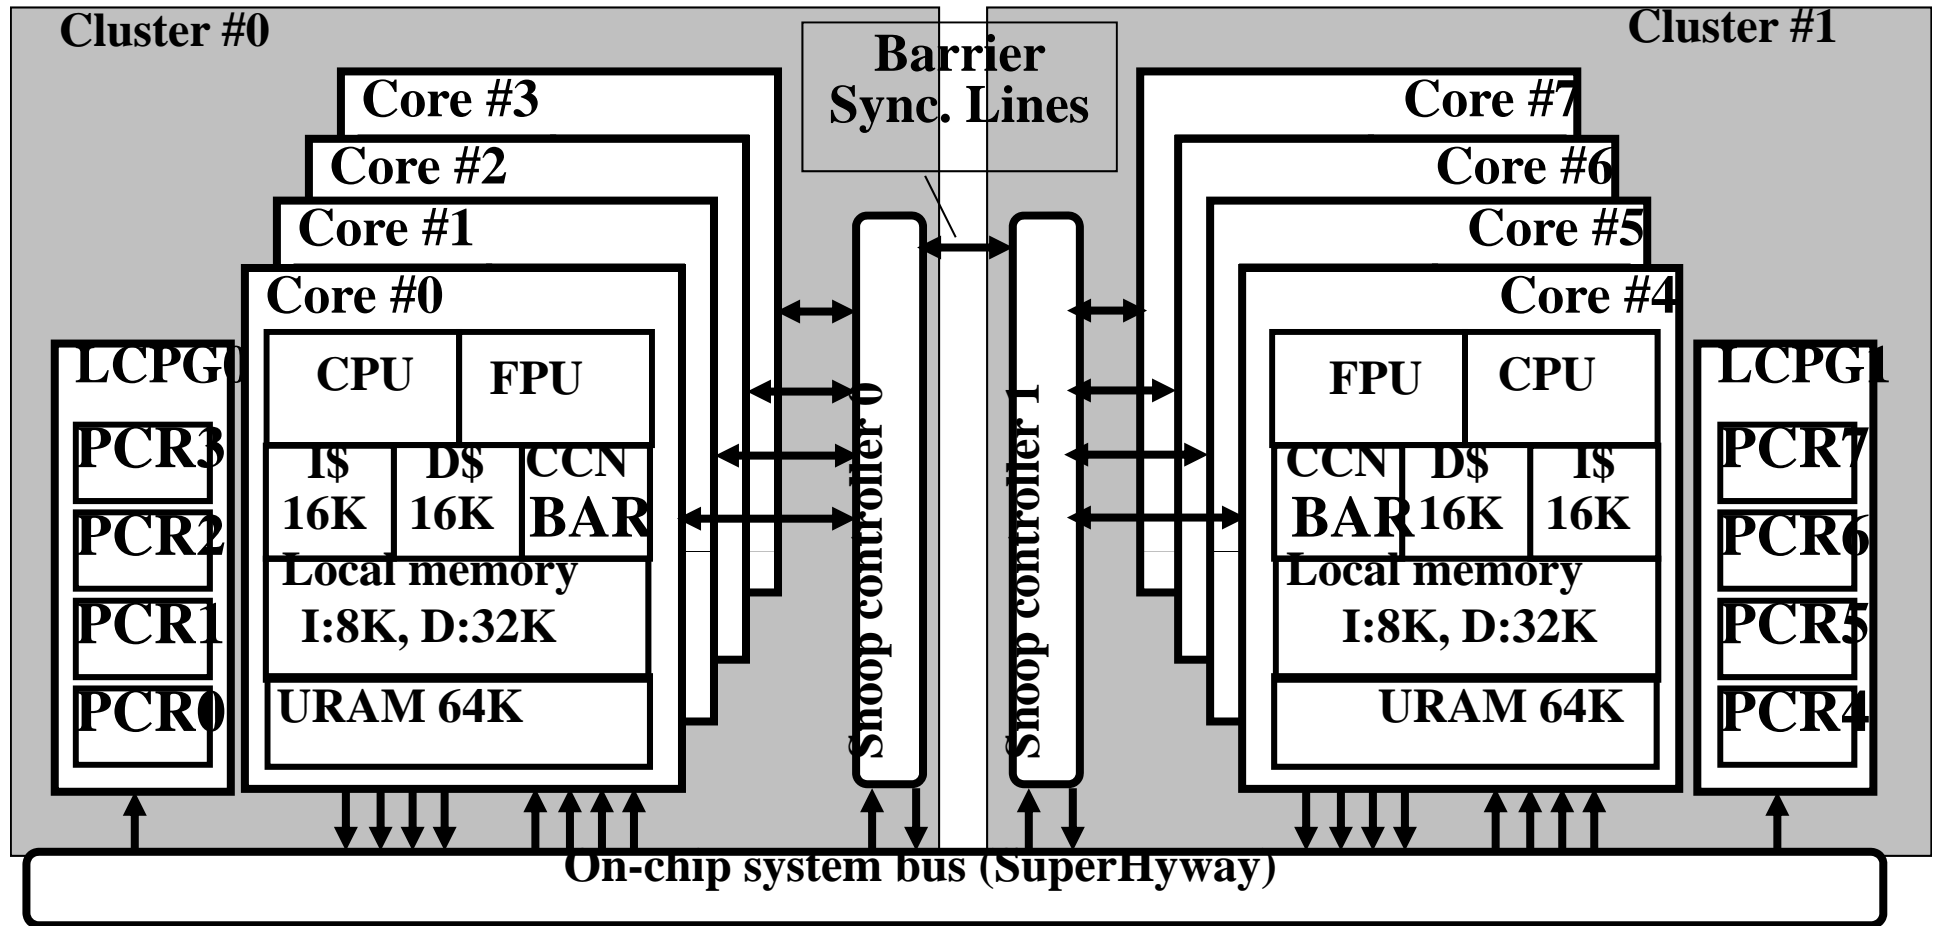 Cluster #0
Cluster #1
Barrier
Sync. Lines
Core #3
Core #2
Core #1
Core #0
CPU
FPU
I$
16K
D$
16K
CCN
BAR
Local memory
I:8K, D:32K
URAM 64K
LCPG0
PCR3
PCR2
PCR1
PCR0
Snoop controller 0
Snoop controller 1
Core #7
Core #6
Core #5
Core #4
FPU
CPU
CCN
BAR
D$
16K
I$
16K
Local memory
I:8K, D:32K
URAM 64K
LCPG1
PCR7
PCR6
PCR5
PCR4
On-chip system bus (SuperHyway)